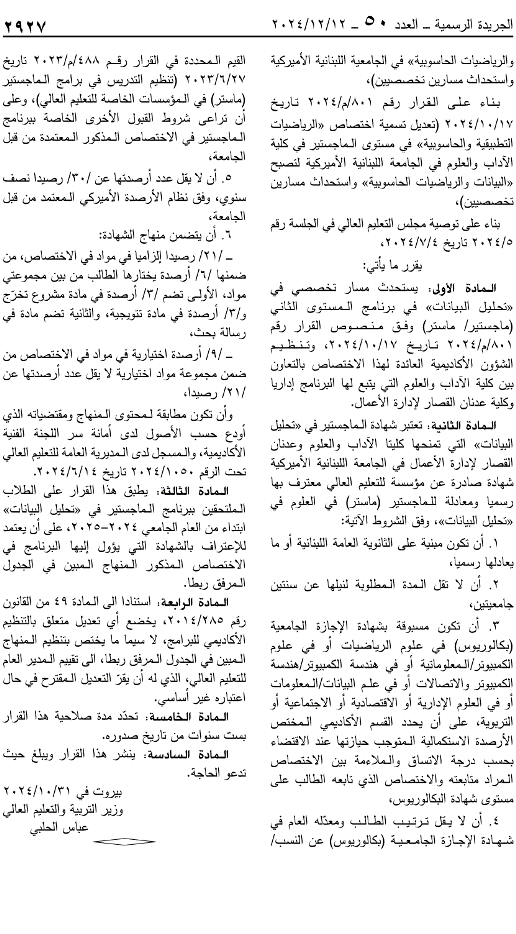 الجريدة الرسمية ــ العدد ٥٠ ــ ٢٠٢٤/١٢/١٢
٢٩٢٧
والرياضيات الحاسوبية» في الجامعية اللبنانية الأميركية
واستحداث مسارين تخصصيين)،
بناء على القرار رقم ٨٠١/م/٢٠٢٤ تاريخ
٢٠٢٤/١٠/١٧ (تعديل تسمية اختصاص «الرياضيات
التطبيقية والحاسوبية» في مستوى الماجستير في كلية
الآداب والعلوم في الجامعة اللبنانية الأميركية لتصبح
«البيانات والرياضيات الحاسوبية» واستحداث مسارين
تخصصيين)،
بناء على توصية مجلس التعليم العالي في الجلسة رقم
٢٠٢٤/٥ تاريخ ٢٠٢٤/٧/٤،
يقرر ما يأتي:
المادة الأولى: يستحدث مسار تخصصي في
«تحليل البيانات» في برنامج المستوى الثاني
(ماجستير/ ماستر) وفق منصوص القرار رقم
٨٠١/م/٢٠٢٤ تاريخ ٢٠٢٤/١٠/١٧، وتنظيم
الشؤون الأكاديمية العائدة لهذا الاختصاص بالتعاون
بين كلية الآداب والعلوم التي يتبع لها البرنامج إداريا
وكلية عدنان القصار لإدارة الأعمال.
المادة الثانية: تعتبر شهادة الماجستير في «تحليل
البيانات» التي تمنحها كليتا الآداب والعلوم وعدنان
القصار لإدارة الأعمال في الجامعة اللبنانية الأميركية
شهادة صادرة عن مؤسسة للتعليم العالي معترف بها
رسميا ومعادلة للماجستير (ماستر) في العلوم في
«تحليل البيانات»، وفق الشروط الآتية:
١. أن تكون مبنية على الثانوية العامة اللبنانية أو ما
يعادلها رسميا،
٢. أن لا تقل المدة المطلوبة لنيلها عن سنتين
جامعيتين،
٣. أن تكون مسبوقة بشهادة الإجازة الجامعية
(بكالوريوس) في علوم الرياضيات أو في علوم
الكمبيوتر/المعلوماتية أو في هندسة الكمبيوتر/هندسة
الكمبيوتر والاتصالات أو في علم البيانات/المعلومات
أو في العلوم الإدارية أو الاقتصادية أو الاجتماعية أو
التربوية، على أن يحدد القسم الأكاديمي المختص
الأرصدة الاستكمالية المتوجب حيازتها عند الاقتضاء
بحسب درجة الاتساق والملاءمة بين الاختصاص
المراد متابعته والاختصاص الذي تابعه الطالب على
مستوى شهادة البكالوريوس،
٤. أن لا يقل ترتيب الطالب ومعدّله العام في
شهادة الإجازة الجامعية (بكالوريوس) عن النسب/
القيم المحددة في القرار رقم ٤٨٨/م/٢٠٢٣ تاريخ
٢٠٢٣/٦/٢٧ (تنظيم التدريس في برامج الماجستير
(ماستر) في المؤسسات الخاصة للتعليم العالي)، وعلى
أن تراعى شروط القبول الأخرى الخاصة ببرنامج
الماجستير في الاختصاص المذكور المعتمدة من قبل
الجامعة،
٥. أن لا يقل عدد أرصدتها عن /٣٠/ رصيدا نصف
سنوي، وفق نظام الأرصدة الأميركي المعتمد من قبل
الجامعة،
٦. أن يتضمن منهاج الشهادة:
ــ /٢١/ رصيدا إلزاميا في مواد في الاختصاص، من
ضمنها /٦/ أرصدة يختارها الطالب من بين مجموعتي
مواد، الأولى تضم /٣/ أرصدة في مادة مشروع تخرّج
و/٣/ أرصدة في مادة تتويجية، والثانية تضم مادة في
رسالة بحث،
ــ /٩/ أرصدة اختيارية في مواد في الاختصاص من
ضمن مجموعة مواد اختيارية لا يقل عدد أرصدتها عن
/٢١/ رصيدا،
وأن تكون مطابقة لمحتوى المنهاج ومقتضياته الذي
أودع حسب الأصول لدى أمانة سر اللجنة الفنية
الأكاديمية، والمسجل لدى المديرية العامة للتعليم العالي
تحت الرقم ٢٠٢٤/١٠٥٠ تاريخ ٢٠٢٤/٦/١٤.
المادة الثالثة: يطبق هذا القرار على الطلاب
الملتحقين ببرنامج الماجستير في «تحليل البيانات»
ابتداء من العام الجامعي ٢٠٢٤–٢٠٢٥، على أن يعتمد
للإعتراف بالشهادة التي يؤول إليها البرنامج في
الاختصاص المذكور المنهاج المبين في الجدول
المرفق ربطا.
المادة الرابعة: استنادا الى المادة ٤٩ من القانون
رقم ٢٠١٤/٢٨٥، يخضع أي تعديل متعلق بالتنظيم
الأكاديمي للبرامج، لا سيما ما يختص بتنظيم المنهاج
المبين في الجدول المرفق ربطا، الى تقييم المدير العام
للتعليم العالي، الذي له أن يقرّ التعديل المقترح في حال
اعتباره غير أساسي.
المادة الخامسة: تحدّد مدة صلاحية هذا القرار
بست سنوات من تاريخ صدوره.
المادة السادسة: ينشر هذا القرار ويبلغ حيث
تدعو الحاجة.
بيروت في ٢٠٢٤/١٠/٣١
وزير التربية والتعليم العالي
عباس الحلبي